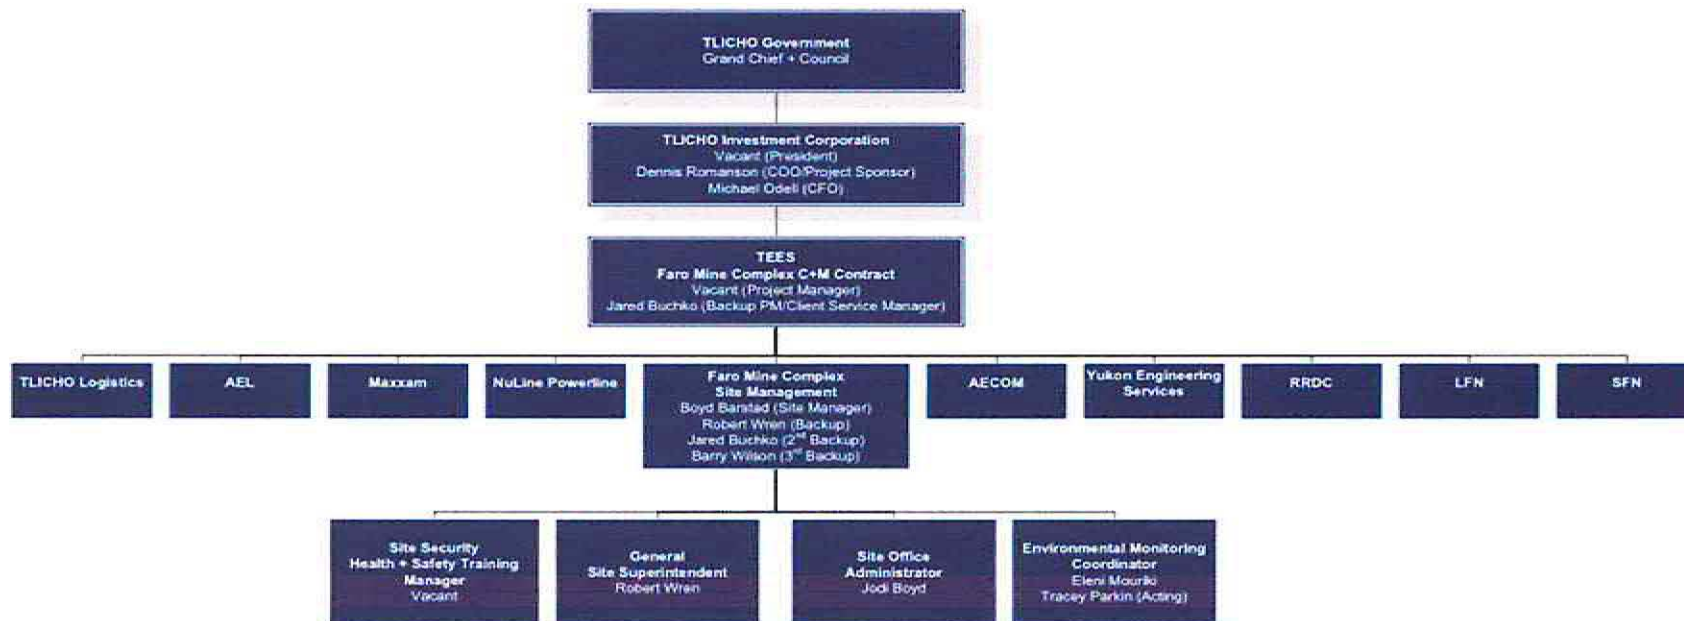 TLICHO Government
Grand Chief + Council
TLICHO Investment Corporation
Vacant (President)
Dennis Romanson (COO/Project Sponsor)
Michael Odell (CFO)
TEES
Faro Mine Complex C+M Contract
Vacant (Project Manager)
Jared Buchko (Backup PM/Client Service Manager)
TLICHO Logistics
AEL
Maxxam
NuLine Powerline
Faro Mine Complex
Site Management
Boyd Barstad (Site Manager)
Robert Wren (Backup)
Jared Buchko (2nd Backup)
Barry Wilson (3rd Backup)
AECOM
Yukon Engineering
Services
RRDC
LFN
SFN
Site Security
Health + Safety Training
Manager
Vacant
General
Site Superintendent
Robert Wren
Site Office
Administrator
Jodi Boyd
Environmental Monitoring
Coordinator
Eleni Mouriki
Tracey Parkin (Acting)